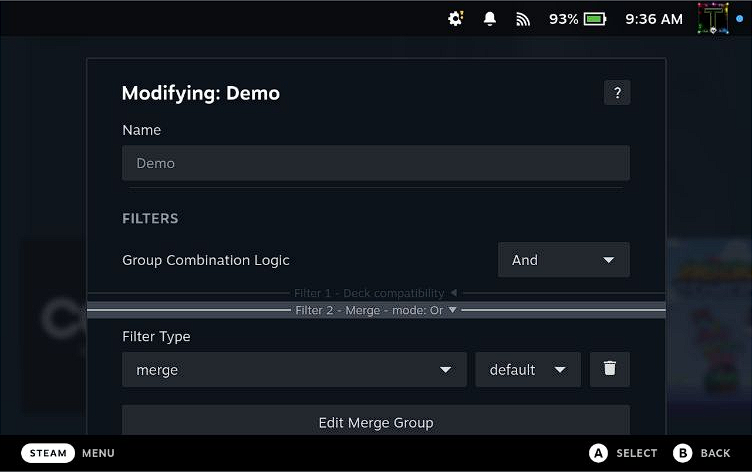 93% 9:36 AM
Modifying: Demo ?
Name
Demo
FILTERS
Group Combination Logic And
Filter 1 - Deck compatibility
Filter 2 - Merge - mode: Or
Filter Type
merge default
Edit Merge Group
STEAM MENU A SELECT B BACK